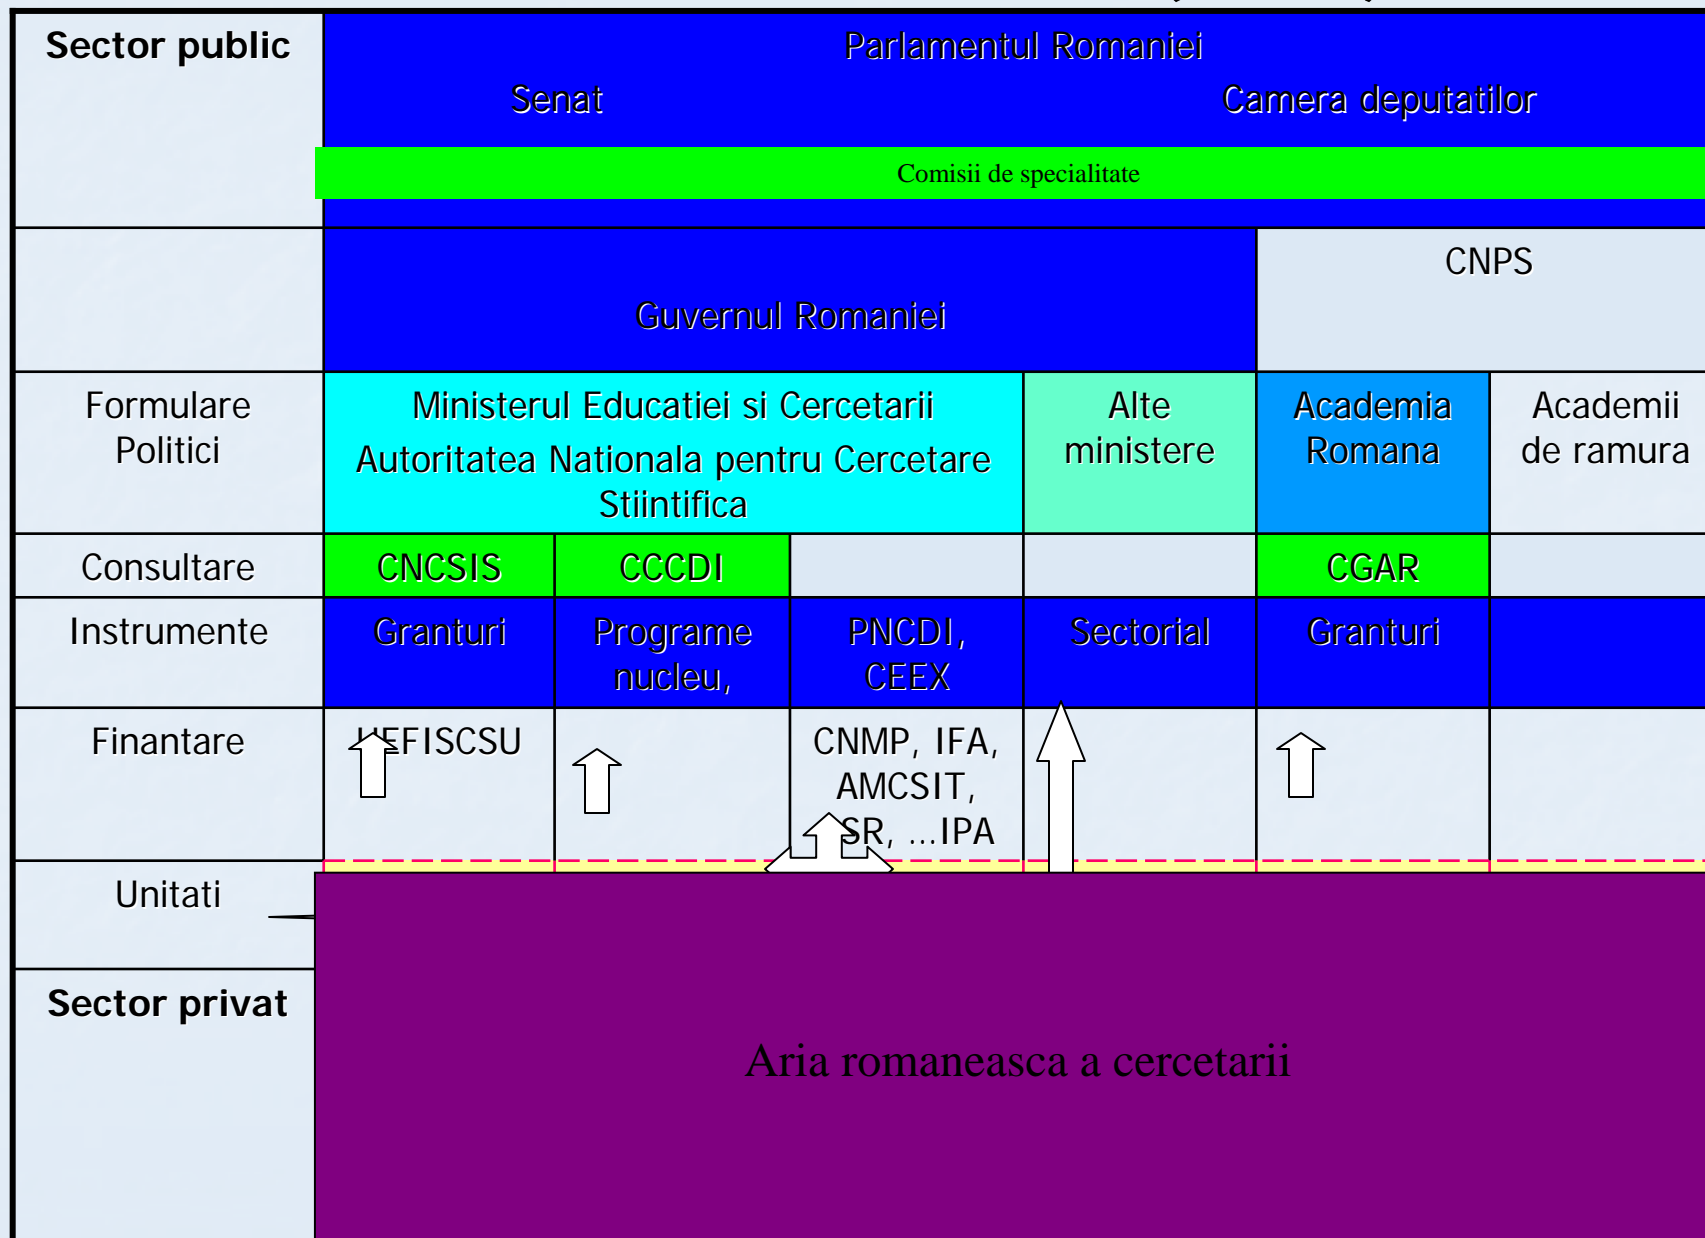 Sector public
Parlamentul Romaniei
Senat
Camera deputatilor
Comisii de specialitate
CNPS
Guvernul Romaniei
Formulare
Politici
Ministerul Educatiei si Cercetarii
Autoritatea Nationala pentru Cercetare
Stiintifica
Alte
ministere
Academia
Romana
Academii
de ramura
Consultare
CNCSIS
CCCDI
CGAR
Instrumente
Granturi
Programe
nucleu,
PNCDI,
CEEX
Sectorial
Granturi
Finantare
UEFISCSU
CNMP, IFA,
AMCSIT,
SR, ...IPA
Unitati
Sector privat
Aria romaneasca a cercetarii